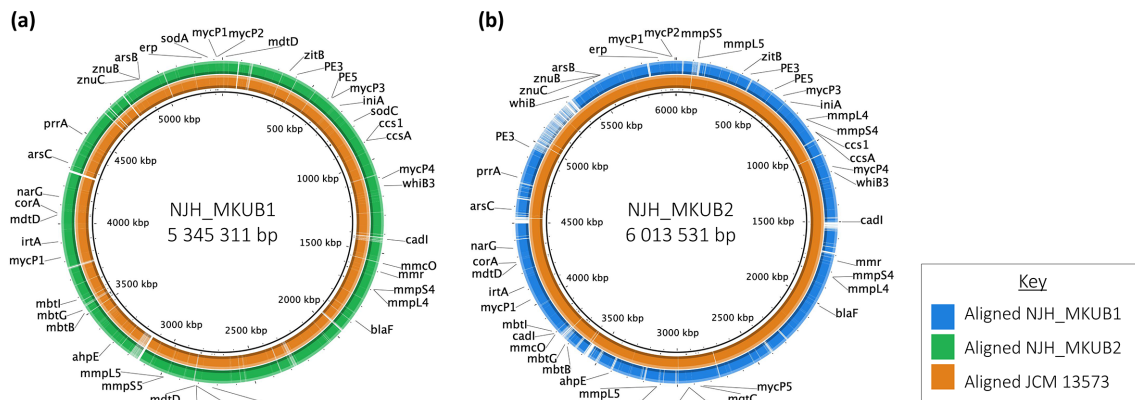 (a)
mycP1
mycP2
sodA
mdtD
erp
arsB
zitB
znuB
PE3
znuC
PE5
mycP3
iniA
sodC
prrA
ccs1
ccsA
arsC
mycP4
whiB3
narG
corA
mdtD
cadI
irtA
mmcO
mycP1
mmr
mmpS4
mbtI
mmpL4
mbtG
mbtB
blaF
ahpE
mmpL5
mmpS5
mdtD
5000 kbp
500 kbp
4500 kbp
1000 kbp
NJH_MKUB1
4000 kbp
5 345 311 bp
1500 kbp
3500 kbp
2000 kbp
3000 kbp
2500 kbp
(b)
mycP2
mmpS5
mycP1
mmpL5
erp
zitB
arsB
PE3
znuB
PE5
znuC
mycP3
whiB
iniA
mmpL4
mmpS4
PE3
ccs1
ccsA
mycP4
prrA
whiB3
arsC
cadI
narG
corA
mmr
mdtD
mmpS4
irtA
mmpL4
mycP1
blaF
mbtI
cadI
mmcO
mbtG
mbtB
ahpE
mycP5
mmpL5
mgtC
6000 kbp
5500 kbp
500 kbp
5000 kbp
1000 kbp
NJH_MKUB2
4500 kbp
1500 kbp
6 013 531 bp
4000 kbp
2000 kbp
3500 kbp
2500 kbp
3000 kbp
Key
Aligned NJH_MKUB1
Aligned NJH_MKUB2
Aligned JCM 13573